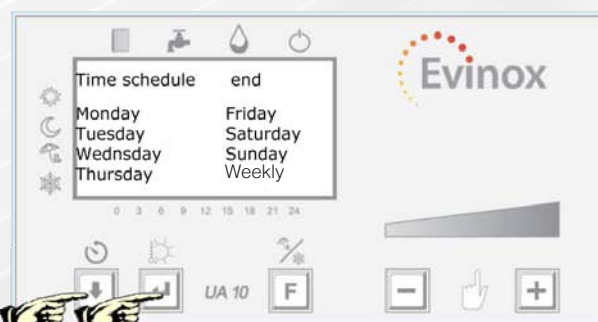 Evinox
Time schedule end
Monday Friday
Tuesday Saturday
Wednsday Sunday
Thursday Weekly
0 3 6 9 12 15 18 21 24
UA 10 F